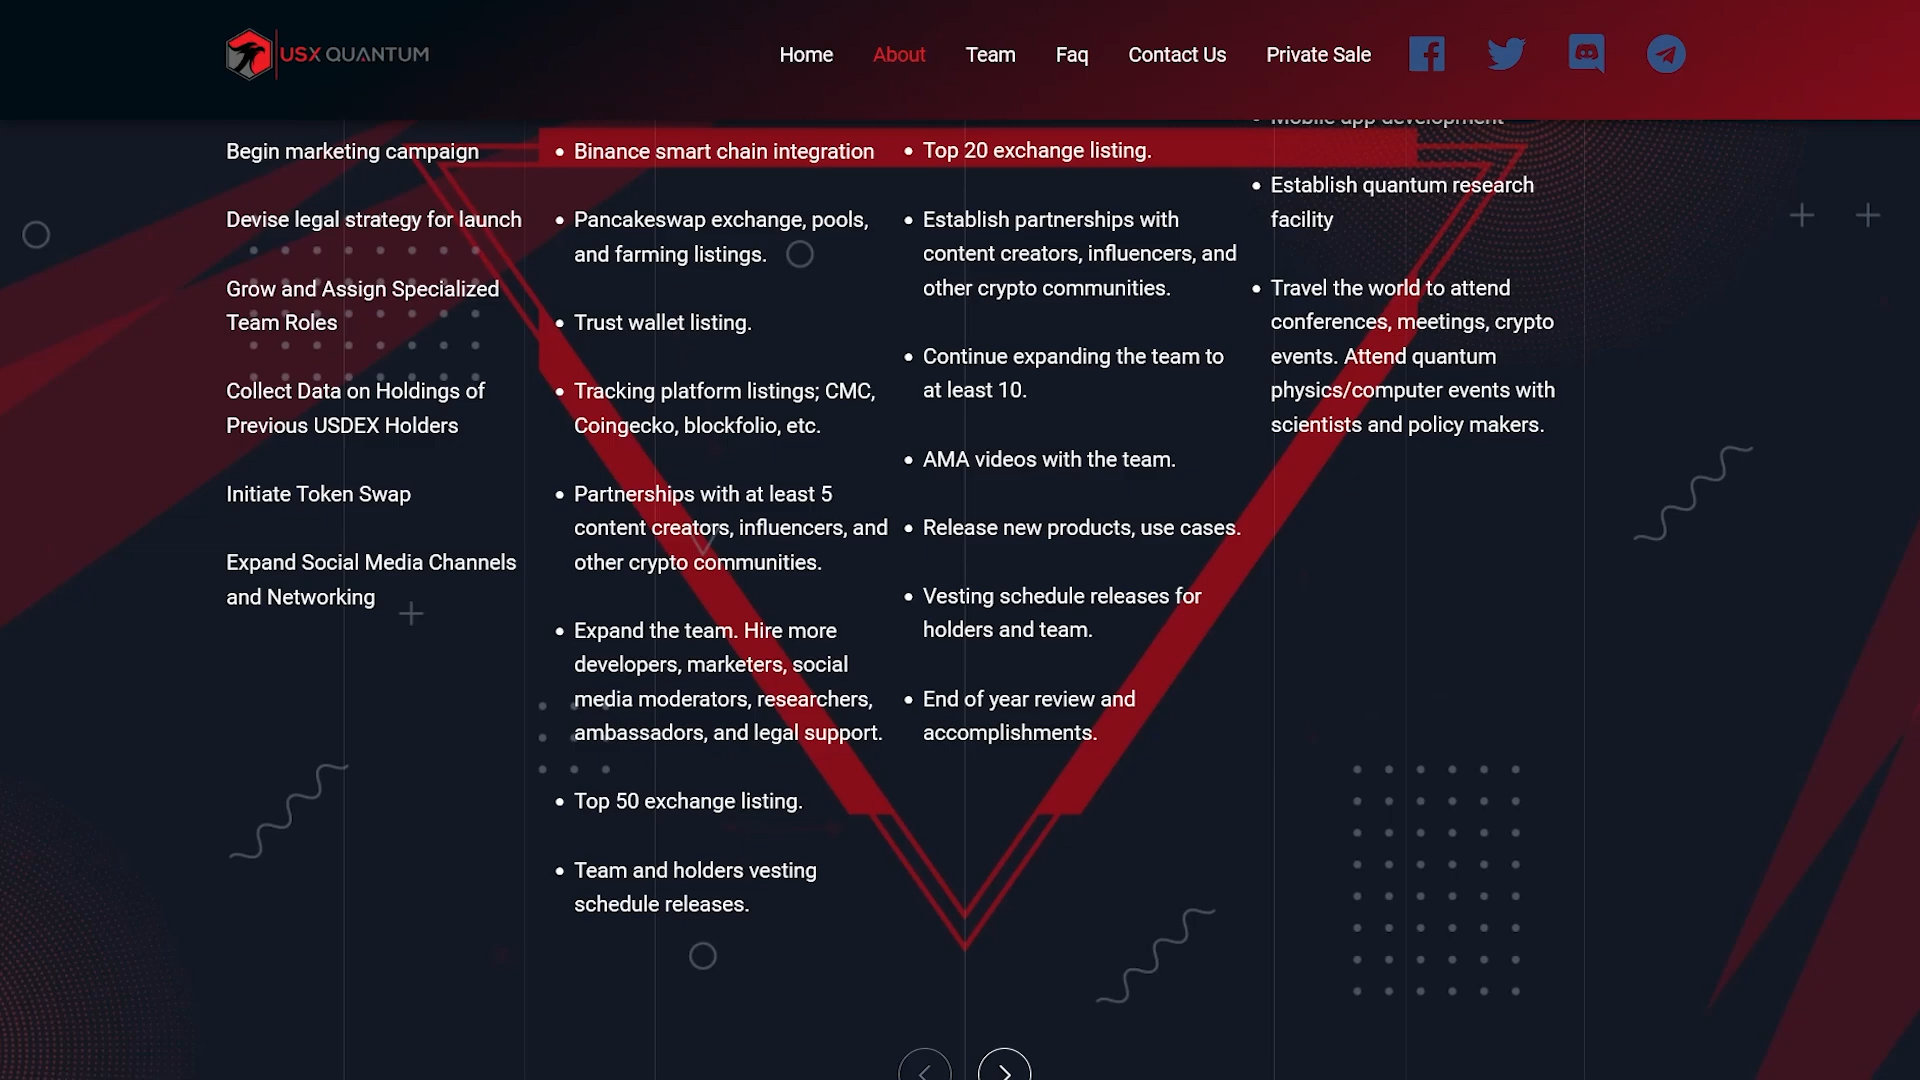 USX QUANTUM
Home
About
Team
Faq
Contact Us
Private Sale
Begin marketing campaign
Devise legal strategy for launch
Grow and Assign Specialized
Team Roles
Collect Data on Holdings of
Previous USDEX Holders
Initiate Token Swap
Expand Social Media Channels
and Networking
• Binance smart chain integration
• Pancakeswap exchange, pools,
and farming listings.
• Trust wallet listing.
• Tracking platform listings; CMC,
Coingecko, blockfolio, etc.
• Partnerships with at least 5
content creators, influencers, and
other crypto communities.
• Expand the team. Hire more
developers, marketers, social
media moderators, researchers,
ambassadors, and legal support.
• Top 50 exchange listing.
• Team and holders vesting
schedule releases.
• Top 20 exchange listing.
• Establish partnerships with
content creators, influencers, and
other crypto communities.
• Continue expanding the team to
at least 10.
• AMA videos with the team.
• Release new products, use cases.
• Vesting schedule releases for
holders and team.
• End of year review and
accomplishments.
• Mobile app development
• Establish quantum research
facility
• Travel the world to attend
conferences, meetings, crypto
events. Attend quantum
physics/computer events with
scientists and policy makers.